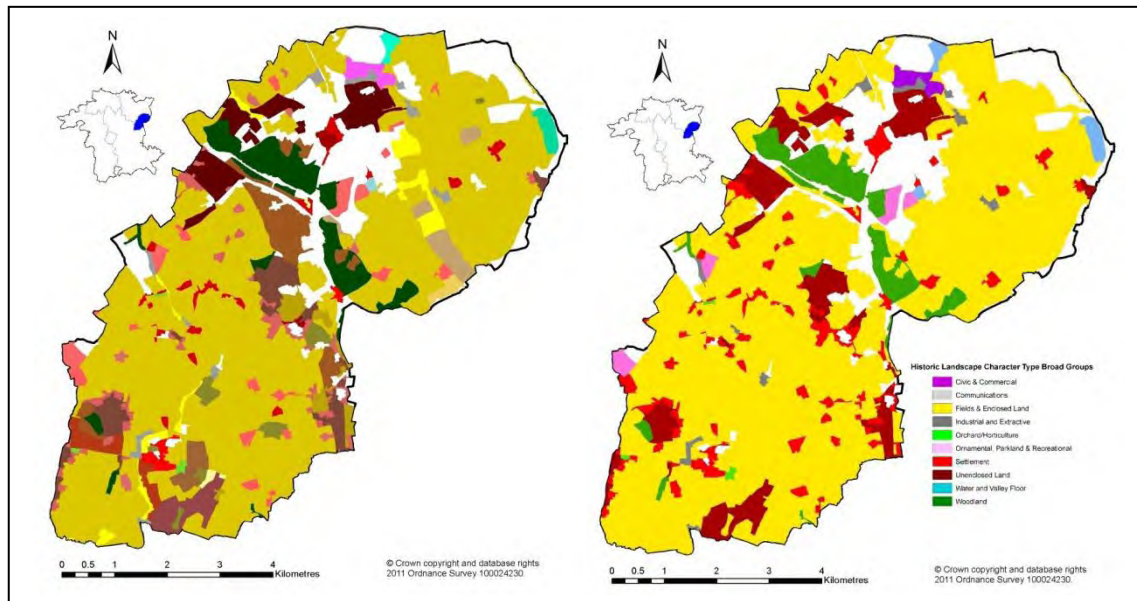 N
N
Historic Landscape Character Type Broad Groups
Civic & Commercial
Communications
Fields & Enclosed Land
Industrial and Extractive
Orchard/Horticulture
Ornamental, Parkland & Recreational
Settlement
Unenclosed Land
Water and Valley Floor
Woodland
0 0.5 1 2 3 4
Kilometres
© Crown copyright and database rights
2011 Ordnance Survey 100024230.
0 0.5 1 2 3 4
Kilometres
© Crown copyright and database rights
2011 Ordnance Survey 100024230.